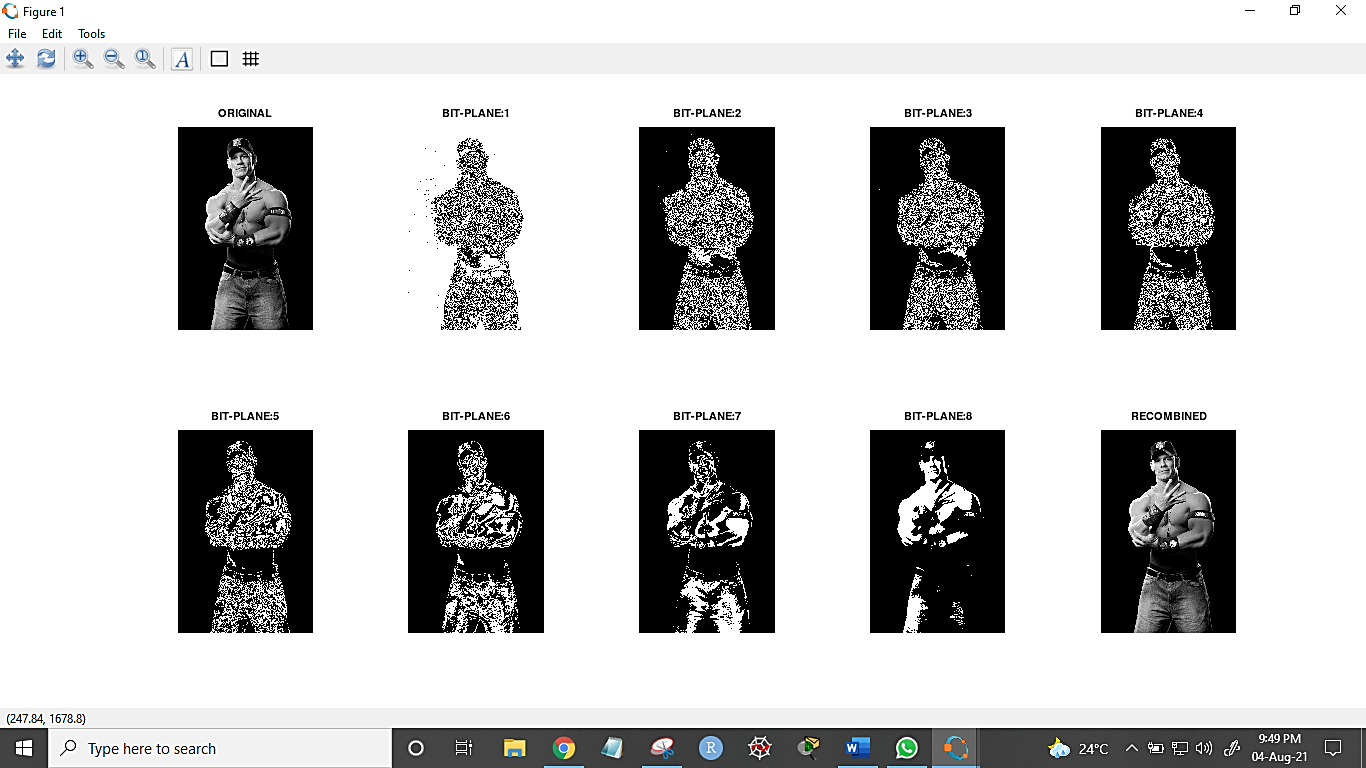 Figure 1
File Edit Tools
A
ORIGINAL BIT-PLANE:1 BIT-PLANE:2 BIT-PLANE:3 BIT-PLANE:4
BIT-PLANE:5 BIT-PLANE:6 BIT-PLANE:7 BIT-PLANE:8 RECOMBINED
(247.84, 1678.8)
Type here to search
R
W
24°C
9:49 PM
04-Aug-21